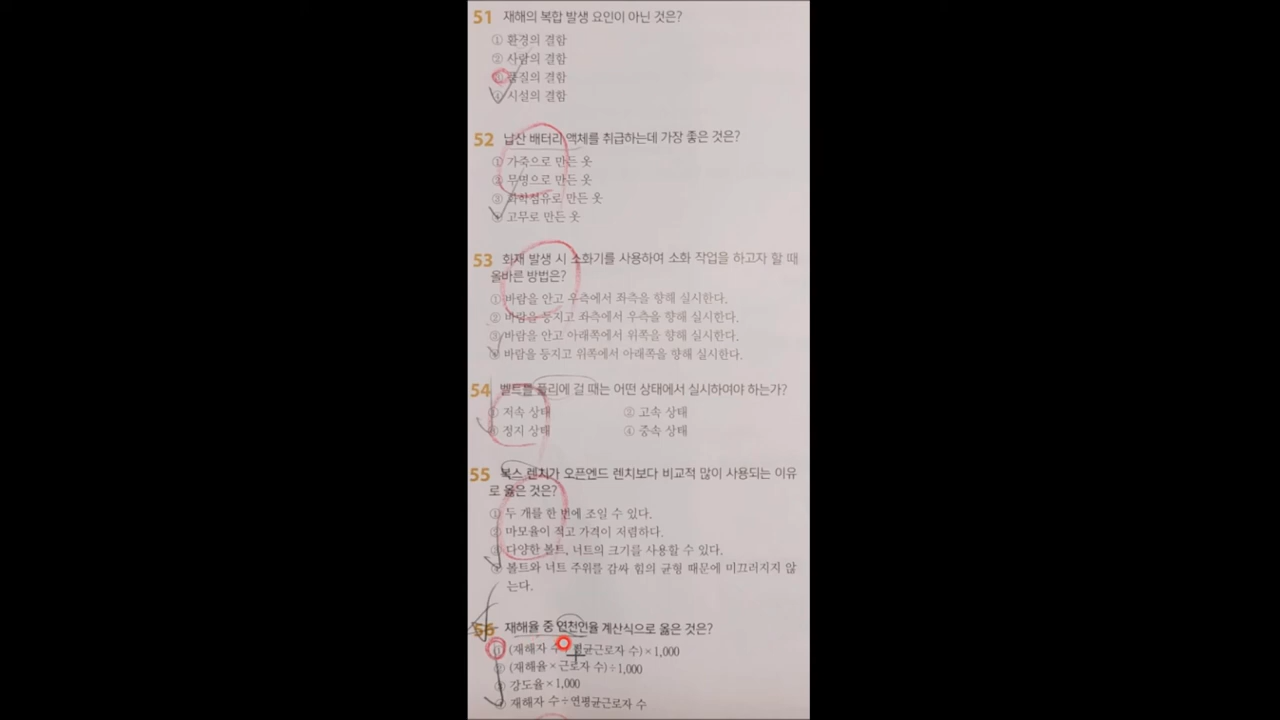 51 재해의 복합 발생 요인이 아닌 것은?
① 환경의 결함
② 사람의 결함
③ 품질의 결함
④ 시설의 결함
52 납산 배터리 액체를 취급하는데 가장 좋은 것은?
① 가죽으로 만든 옷
② 무명으로 만든 옷
③ 화학섬유로 만든 옷
④ 고무로 만든 옷
53 화재 발생 시 소화기를 사용하여 소화 작업을 하고자 할 때
올바른 방법은?
① 바람을 안고 우측에서 좌측을 향해 실시한다.
② 바람을 등지고 좌측에서 우측을 향해 실시한다.
③ 바람을 안고 아래쪽에서 위쪽을 향해 실시한다.
④ 바람을 등지고 위쪽에서 아래쪽을 향해 실시한다.
54 벨트를 풀리에 걸 때는 어떤 상태에서 실시하여야 하는가?
① 저속 상태 ② 고속 상태
③ 정지 상태 ④ 중속 상태
55 복스 렌치가 오픈엔드 렌치보다 비교적 많이 사용되는 이유
로 옳은 것은?
① 두 개를 한 번에 조일 수 있다.
② 마모율이 적고 가격이 저렴하다.
③ 다양한 볼트, 너트의 크기를 사용할 수 있다.
④ 볼트와 너트 주위를 감싸 힘의 균형 때문에 미끄러지지 않
는다.
56 재해율 중 연천인율 계산식으로 옳은 것은?
① (재해자 수 ÷ 평균근로자 수)×1,000
② (재해율×근로자 수)÷1,000
③ 강도율×1,000
④ 재해자 수÷연평균근로자 수